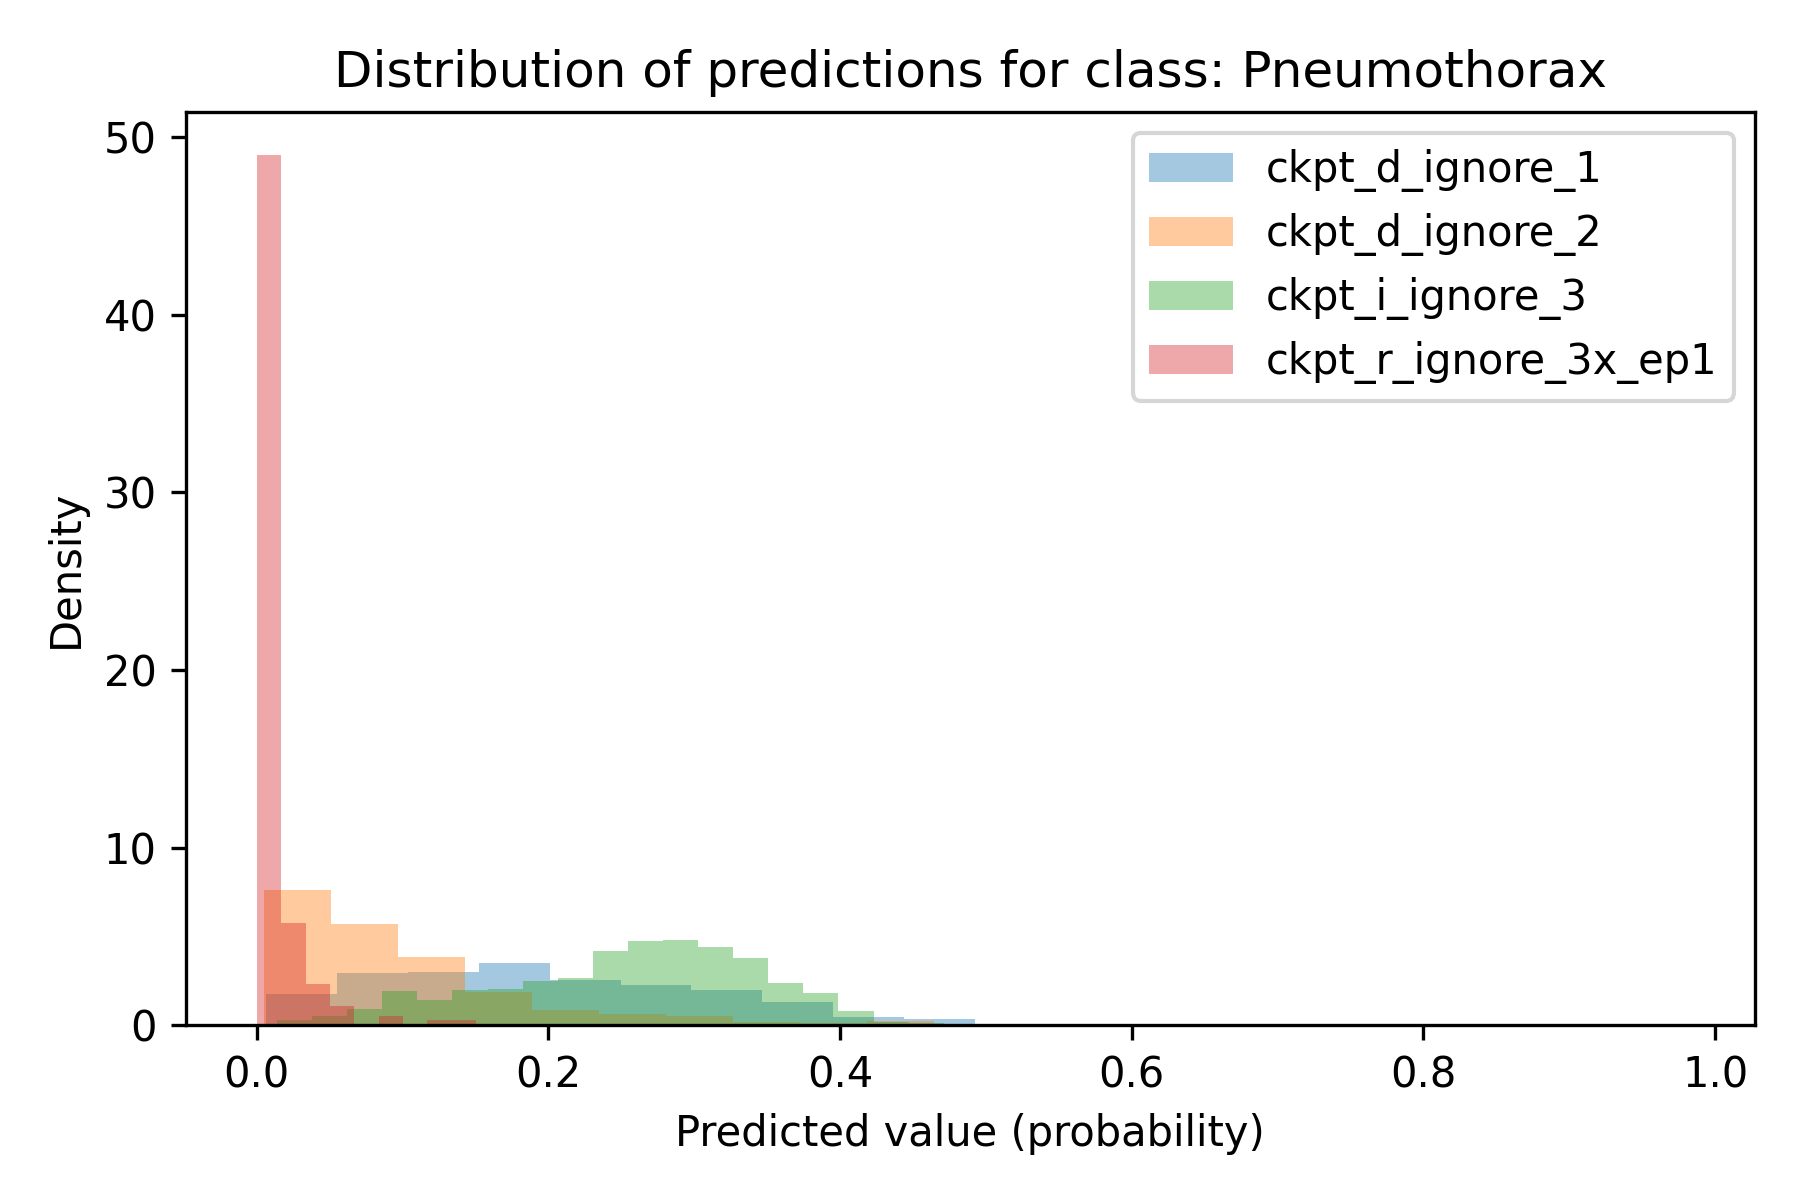 Distribution of predictions for class: Pneumothorax
50
40
30
20
10
0
Density
ckpt_d_ignore_1
ckpt_d_ignore_2
ckpt_i_ignore_3
ckpt_r_ignore_3x_ep1
0.0 0.2 0.4 0.6 0.8 1.0
Predicted value (probability)